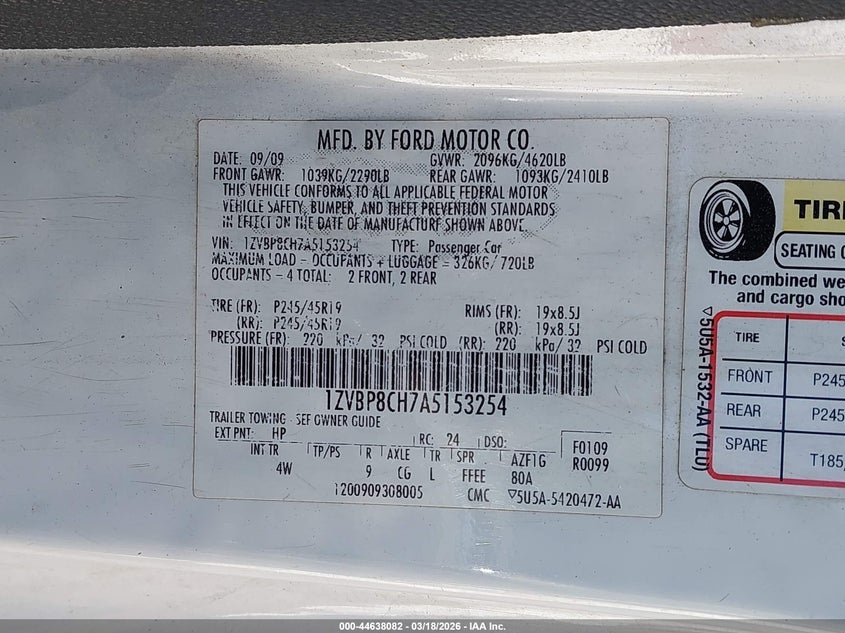 MFD. BY FORD MOTOR CO.
DATE: 09/09 GVWR: 2096KG/4620LB
FRONT GAWR: 1039KG/2290LB REAR GAWR: 1093KG/2410LB
THIS VEHICLE CONFORMS TO ALL APPLICABLE FEDERAL MOTOR
VEHICLE SAFETY, BUMPER, AND THEFT PREVENTION STANDARDS
IN EFFECT ON THE DATE OF MANUFACTURE SHOWN ABOVE.
VIN: 1ZVBP8CH7A5153254 TYPE: Passenger Car
MAXIMUM LOAD - OCCUPANTS + LUGGAGE = 326KG/ 720LB
OCCUPANTS - 4 TOTAL: 2 FRONT, 2 REAR
TIRE (FR): P245/45R19 RIMS (FR): 19x8.5J
(RR): P245/45R19 (RR): 19x8.5J
PRESSURE (FR): 220 kPa/ 32 PSI COLD (RR): 220 kPa/ 32 PSI COLD
1ZVBP8CH7A5153254
TRAILER TOWING - SEE OWNER GUIDE
EXT PNT: HP RC: 24 DSO: F0109
R0099
INT TR TP/PS R AXLE TR SPR AZF1G
4W 9 CG L FFEE 80A
1200909308005 CMC ▽5U5A-5420472-AA
TIR
SEATING
The combined we
and cargo sho
▽5U5A-1532-AA (TL0)
TIRE S
FRONT P245
REAR P245
SPARE T185
000-44638082 - 03/18/2026 - IAA Inc.